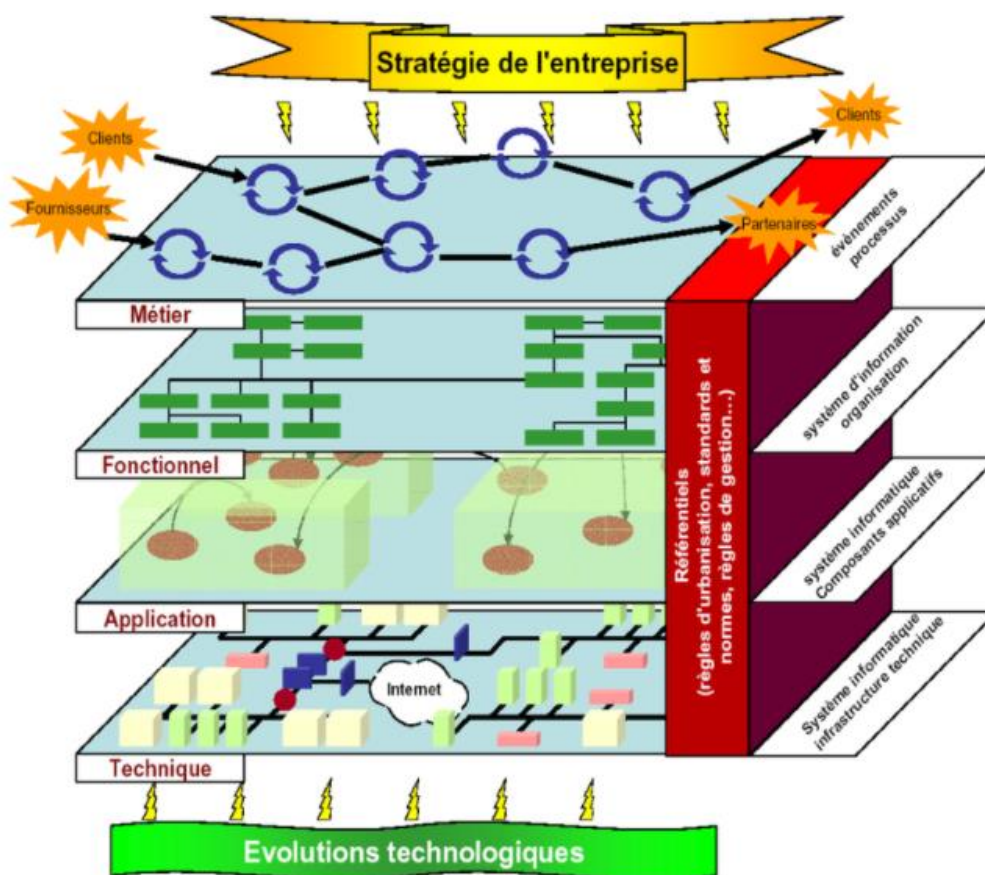 Stratégie de l'entreprise
Clients
Clients
Fournisseurs
Partenaires
évènements
processus
Métier
système d'information
organisation
Fonctionnel
Référentiels
(règles d'urbanisation, standards et
normes, règles de gestion...)
système informatique
Composants applicatifs
Application
Internet
Système informatique
infrastructure technique
Technique
Evolutions technologiques